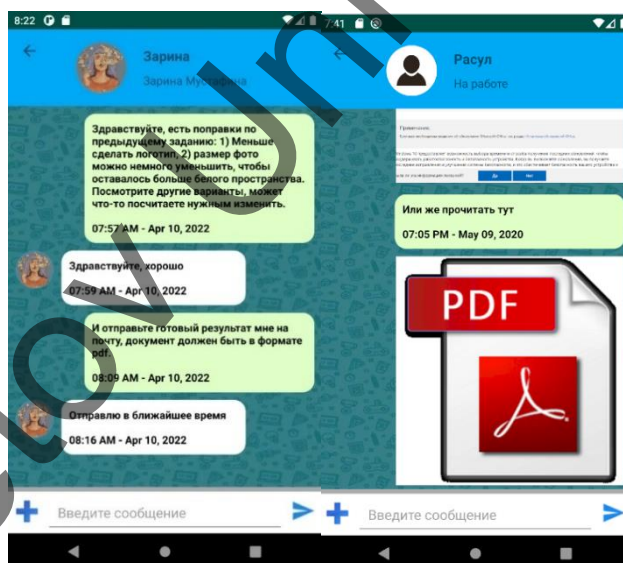 8:22
Зарина
Зарина Мустафина
Здравствуйте, есть поправки по
предыдущему заданию: 1) Меньше
сделать логотип, 2) размер фото
можно немного уменьшить, чтобы
оставалось больше белого пространства.
Посмотрите другие варианты, может
что-то посчитаете нужным изменить.
07:57 AM - Apr 10, 2022
Здравствуйте, хорошо
07:59 AM - Apr 10, 2022
И отправьте готовый результат мне на
почту, документ должен быть в формате
pdf.
08:09 AM - Apr 10, 2022
Отправлю в ближайшее время
08:16 AM - Apr 10, 2022
Введите сообщение
7:41
Расул
На работе
Примечание
Да
Нет
Или же прочитать тут
07:05 PM - May 09, 2020
PDF
Введите сообщение